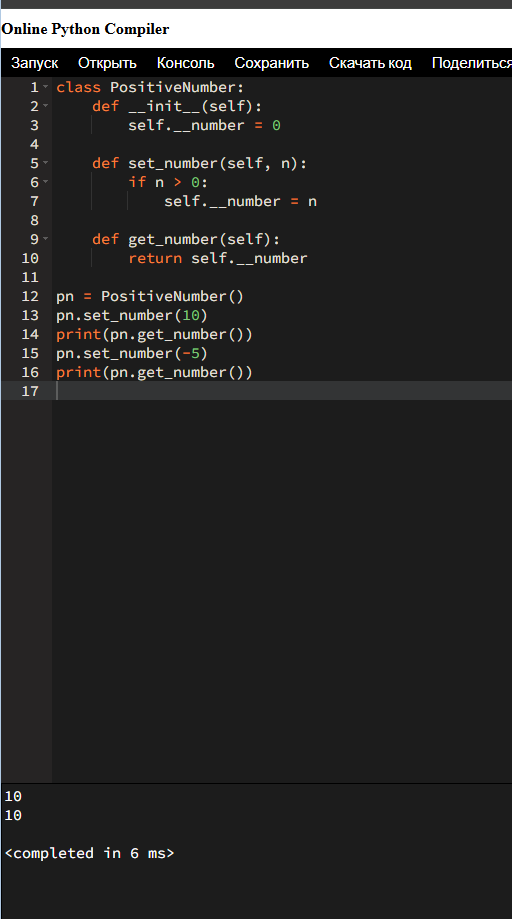 Online Python Compiler
Запуск Открыть Консоль Сохранить Скачать код Поделиться
1 class PositiveNumber:
2     def __init__(self):
3         self.__number = 0
4
5     def set_number(self, n):
6         if n > 0:
7             self.__number = n
8
9     def get_number(self):
10         return self.__number
11
12 pn = PositiveNumber()
13 pn.set_number(10)
14 print(pn.get_number())
15 pn.set_number(-5)
16 print(pn.get_number())
17
10
10
<completed in 6 ms>